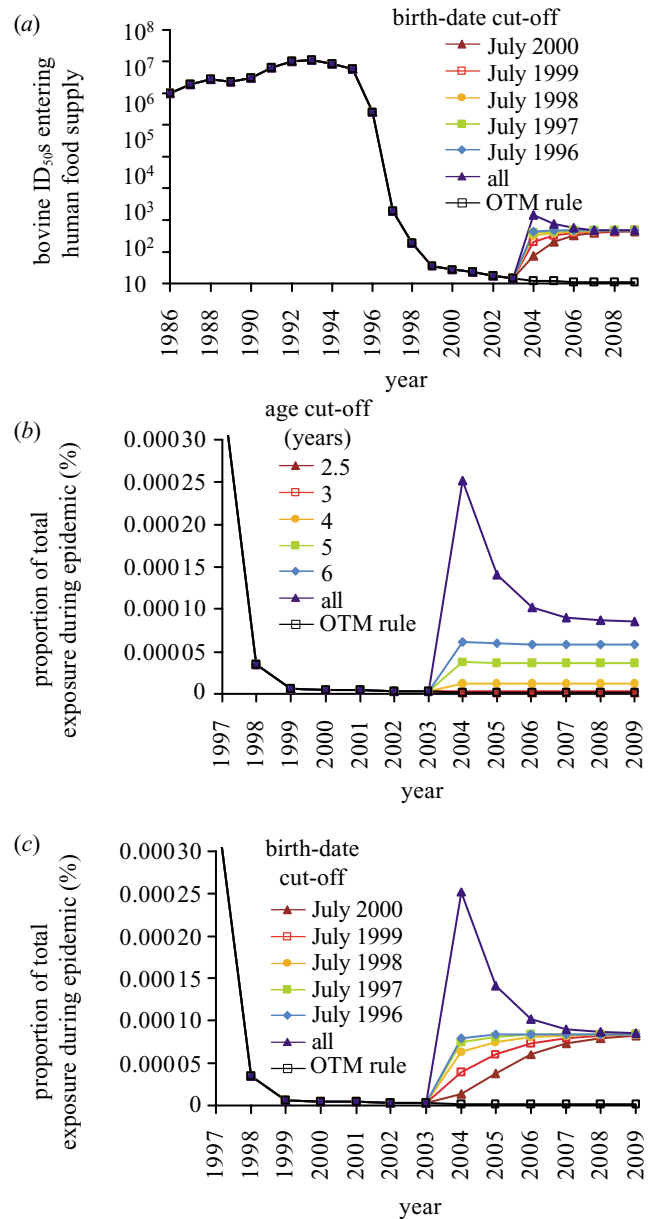 (a)
birth-date cut-off
July 2000
July 1999
July 1998
July 1997
July 1996
all
OTM rule
bovine ID50s entering
human food supply
10^8
10^7
10^6
10^5
10^4
10^3
10^2
10
1986
1988
1990
1992
1994
1996
1998
2000
2002
2004
2006
2008
year
(b)
age cut-off
(years)
2.5
3
4
5
6
all
OTM rule
proportion of total
exposure during epidemic (%)
0.00030
0.00025
0.00020
0.00015
0.00010
0.00005
0
1997
1998
1999
2000
2001
2002
2003
2004
2005
2006
2007
2008
2009
year
(c)
birth-date
cut-off
July 2000
July 1999
July 1998
July 1997
July 1996
all
OTM rule
proportion of total
exposure during epidemic (%)
0.00030
0.00025
0.00020
0.00015
0.00010
0.00005
0
1997
1998
1999
2000
2001
2002
2003
2004
2005
2006
2007
2008
2009
year